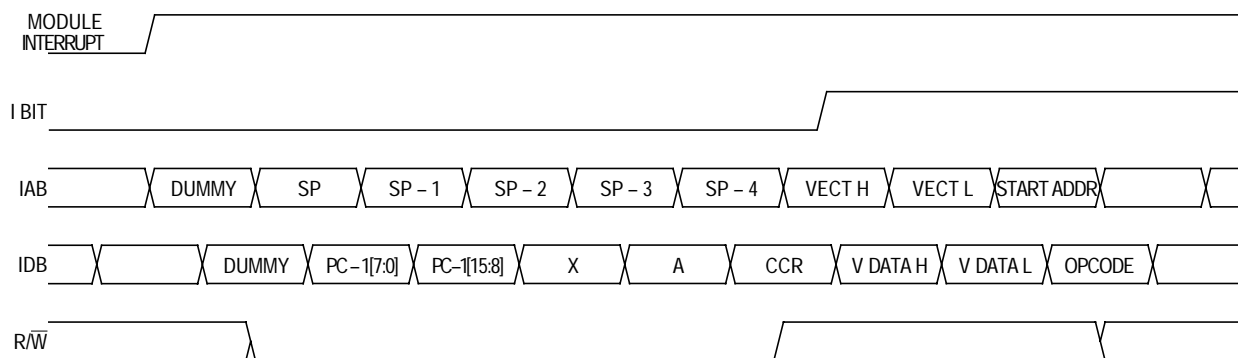 MODULE
INTERRUPT
I BIT
IAB DUMMY SP SP – 1 SP – 2 SP – 3 SP – 4 VECT H VECT L START ADDR
IDB DUMMY PC – 1[7:0] PC–1[15:8] X A CCR V DATA H V DATA L OPCODE
R/W̅